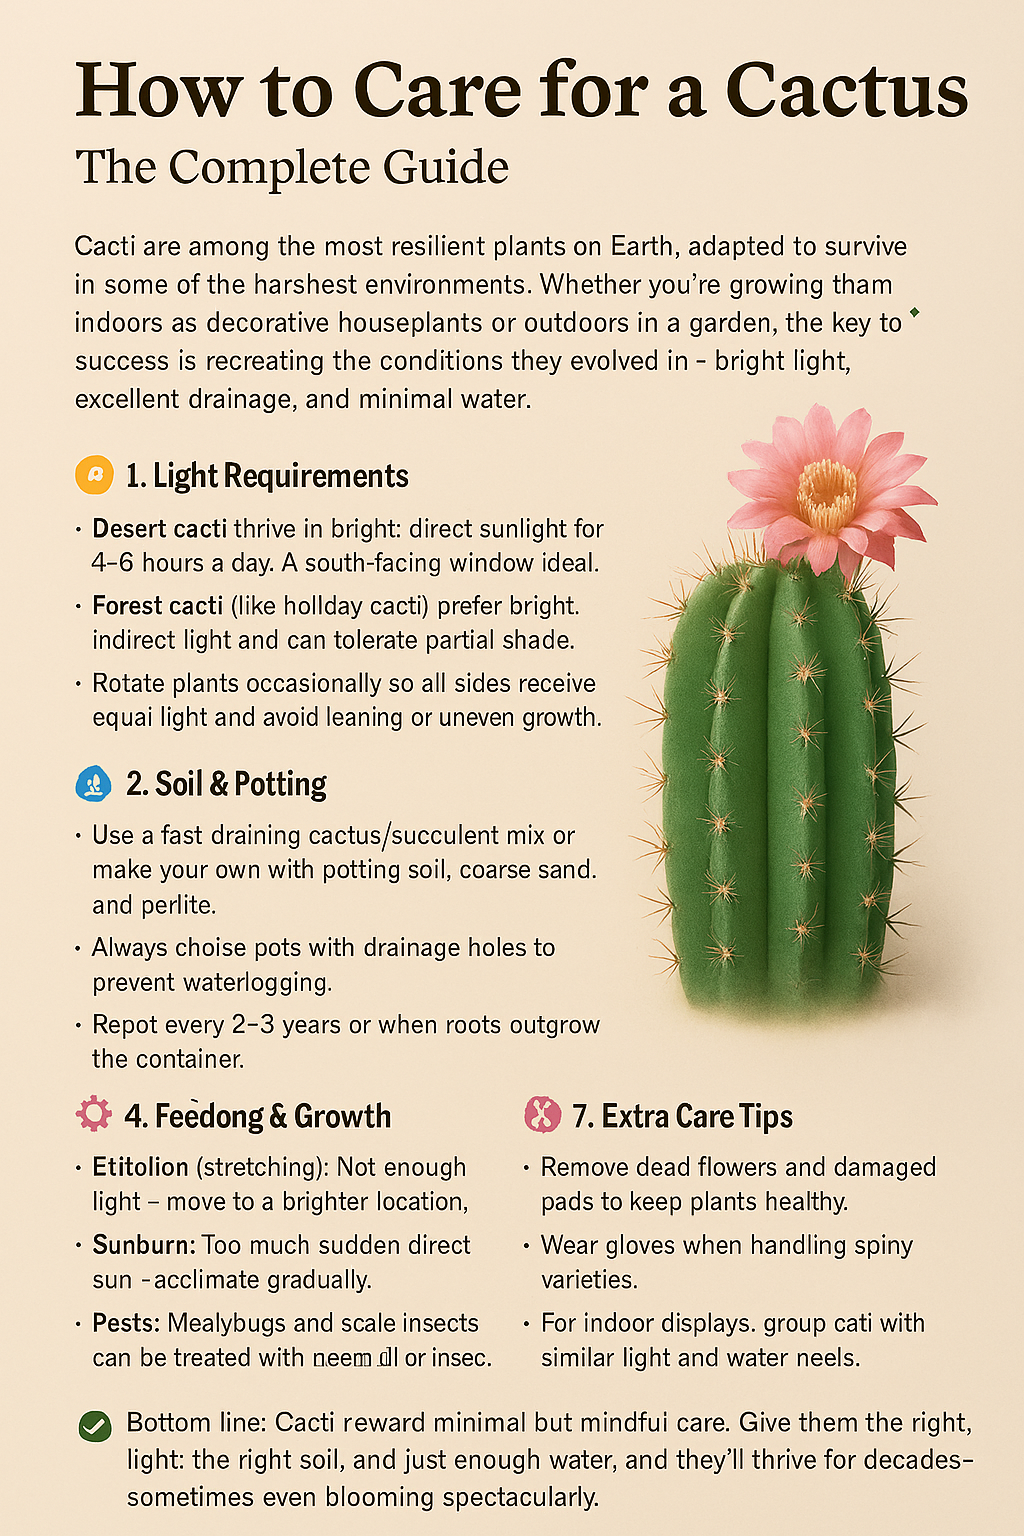 How to Care for a Cactus
The Complete Guide
Cacti are among the most resilient plants on Earth, adapted to survive
in some of the harshest environments. Whether you’re growing tham
indoors as decorative houseplants or outdoors in a garden, the key to
success is recreating the conditions they evolved in - bright light,
excellent drainage, and minimal water.
1. Light Requirements
• Desert cacti thrive in bright: direct sunlight for
4–6 hours a day. A south-facing window ideal.
• Forest cacti (like hollday cacti) prefer bright.
indirect light and can tolerate partial shade.
• Rotate plants occasionally so all sides receive
equai light and avoid leaning or uneven growth.
2. Soil & Potting
• Use a fast draining cactus/succulent mix or
make your own with potting soil, coarse sand.
and perlite.
• Always choise pots with drainage holes to
prevent waterlogging.
• Repot every 2–3 years or when roots outgrow
the container.
4. Feedong & Growth
• Etitolion (stretching): Not enough
light – move to a brighter location,
• Sunburn: Too much sudden direct
sun -acclimate gradually.
• Pests: Mealybugs and scale insects
can be treated with or insec.
7. Extra Care Tips
• Remove dead flowers and damaged
pads to keep plants healthy.
• Wear gloves when handling spiny
varieties.
• For indoor displays. group cati with
similar light and water neels.
Bottom line: Cacti reward minimal but mindfui care. Give them the right,
light: the right soil, and just enough water, and they’ll thrive for decades–
sometimes even blooming spectacularly.